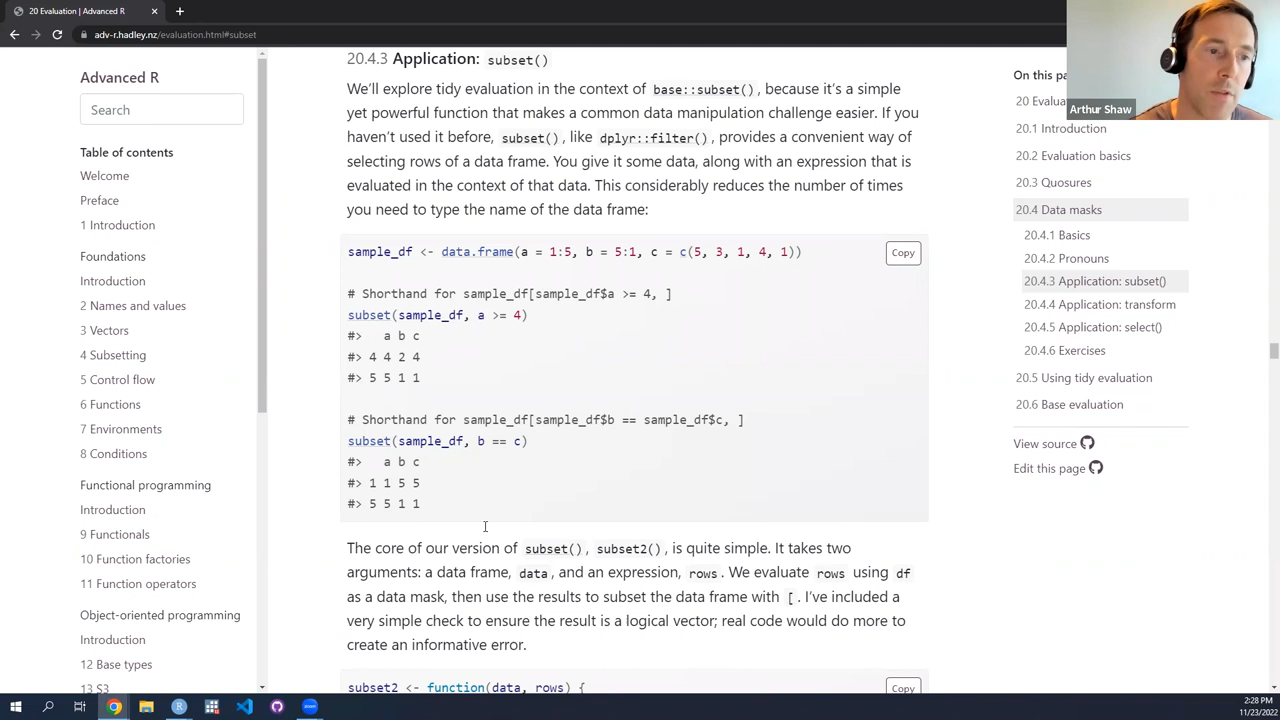 20 Evaluation | Advanced R
adv-r.hadley.nz/evaluation.html#subset
Advanced R
Search
Table of contents
Welcome
Preface
1 Introduction
Foundations
Introduction
2 Names and values
3 Vectors
4 Subsetting
5 Control flow
6 Functions
7 Environments
8 Conditions
Functional programming
Introduction
9 Functionals
10 Function factories
11 Function operators
Object-oriented programming
Introduction
12 Base types
13 S3
20.4.3 Application: subset()
We'll explore tidy evaluation in the context of base::subset(), because it's a simple
yet powerful function that makes a common data manipulation challenge easier. If you
haven't used it before, subset(), like dplyr::filter(), provides a convenient way of
selecting rows of a data frame. You give it some data, along with an expression that is
evaluated in the context of that data. This considerably reduces the number of times
you need to type the name of the data frame:
sample_df <- data.frame(a = 1:5, b = 5:1, c = c(5, 3, 1, 4, 1))
Copy
# Shorthand for sample_df[sample_df$a >= 4, ]
subset(sample_df, a >= 4)
#>   a b c
#> 4 4 2 4
#> 5 5 1 1
# Shorthand for sample_df[sample_df$b == sample_df$c, ]
subset(sample_df, b == c)
#>   a b c
#> 1 1 5 5
#> 5 5 1 1
The core of our version of subset(), subset2(), is quite simple. It takes two
arguments: a data frame, data, and an expression, rows. We evaluate rows using df
as a data mask, then use the results to subset the data frame with [. I've included a
very simple check to ensure the result is a logical vector; real code would do more to
create an informative error.
subset2 <- function(data, rows) {
Copy
Arthur Shaw
On this pa
20 Evalua
20.1 Introduction
20.2 Evaluation basics
20.3 Quosures
20.4 Data masks
20.4.1 Basics
20.4.2 Pronouns
20.4.3 Application: subset()
20.4.4 Application: transform
20.4.5 Application: select()
20.4.6 Exercises
20.5 Using tidy evaluation
20.6 Base evaluation
View source
Edit this page
2:28 PM
11/23/2022